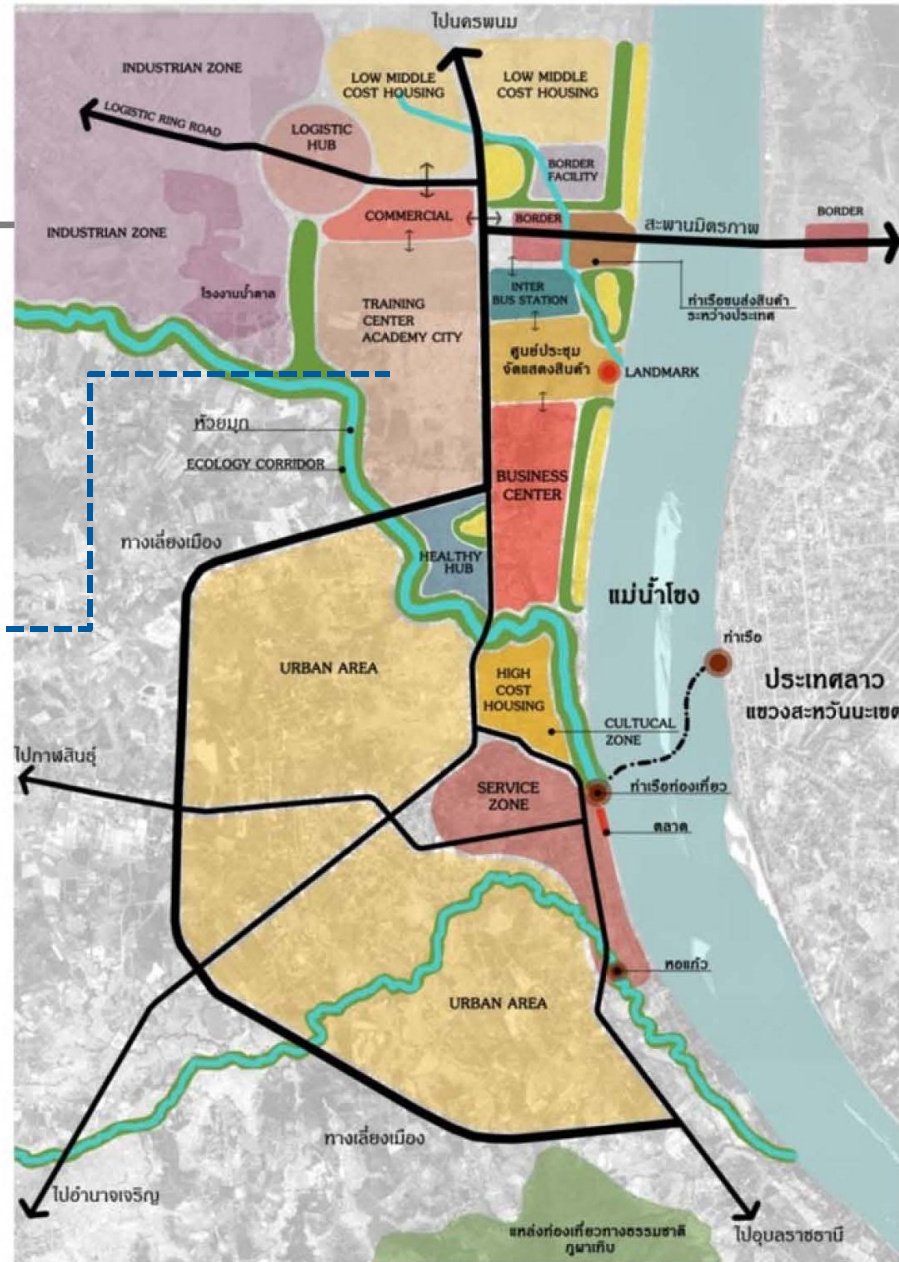 ไปนครพนม
INDUSTRIAN ZONE
LOW MIDDLE
COST HOUSING
LOW MIDDLE
COST HOUSING
LOGISTIC RING ROAD
LOGISTIC
HUB
BORDER
FACILITY
COMMERCIAL
BORDER
สะพานมิตรภาพ
BORDER
INDUSTRIAN ZONE
โรงงานน้ำตาล
TRAINING
CENTER
ACADEMY CITY
INTER
BUS STATION
ท่าเรือขนส่งสินค้า
ระหว่างประเทศ
ศูนย์ประชุม
จัดแสดงสินค้า
LANDMARK
ห้วยมุก
ECOLOGY CORRIDOR
BUSINESS
CENTER
ทางเลี่ยงเมือง
HEALTHY
HUB
แม่น้ำโขง
ท่าเรือ
URBAN AREA
HIGH
COST
HOUSING
ประเทศลาว
แขวงสะหวันนะเขต
CULTUCAL
ZONE
ไปกาฬสินธุ์
SERVICE
ZONE
ท่าเรือท่องเที่ยว
ตลาด
หอแก้ว
URBAN AREA
ทางเลี่ยงเมือง
ไปอำนาจเจริญ
แหล่งท่องเที่ยวทางธรรมชาติ
ภูผาเทิบ
ไปอุบลราชธานี